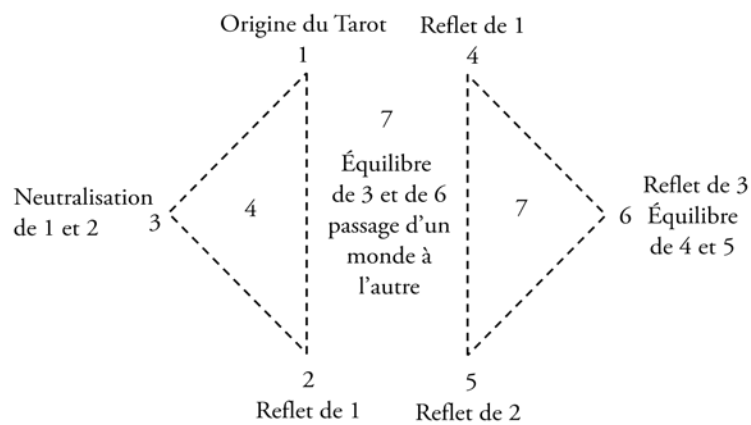 Origine du Tarot
1
Reflet de 1
4
7
Équilibre
de 3 et de 6
passage d'un
monde à
l'autre
Neutralisation
de 1 et 2
3
4
7
6
Reflet de 3
Équilibre
de 4 et 5
2
Reflet de 1
5
Reflet de 2